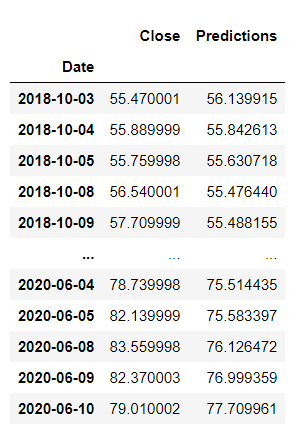 Close Predictions
Date
2018-10-03 55.470001 56.139915
2018-10-04 55.889999 55.842613
2018-10-05 55.759998 55.630718
2018-10-08 56.540001 55.476440
2018-10-09 57.709999 55.488155
... ... ...
2020-06-04 78.739998 75.514435
2020-06-05 82.139999 75.583397
2020-06-08 83.559998 76.126472
2020-06-09 82.370003 76.999359
2020-06-10 79.010002 77.709961